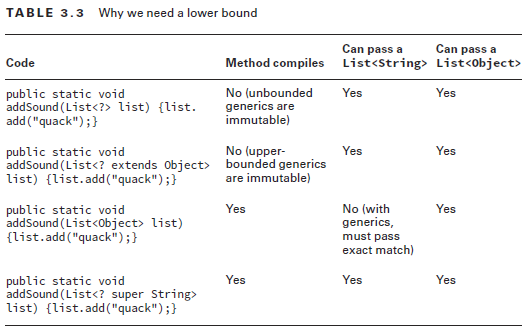 TABLE 3.3 Why we need a lower bound
Code Method compiles Can pass a List<String> Can pass a List<Object>
public static void
addSound(List<?> list) {list.
add("quack");}
No (unbounded
generics are
immutable)
Yes
Yes
public static void
addSound(List<? extends Object>
list) {list.add("quack");}
No (upper-
bounded generics
are immutable)
Yes
Yes
public static void
addSound(List<Object> list)
{list.add("quack");}
Yes
No (with
generics,
must pass
exact match)
Yes
public static void
addSound(List<? super String>
list) {list.add("quack");}
Yes
Yes
Yes